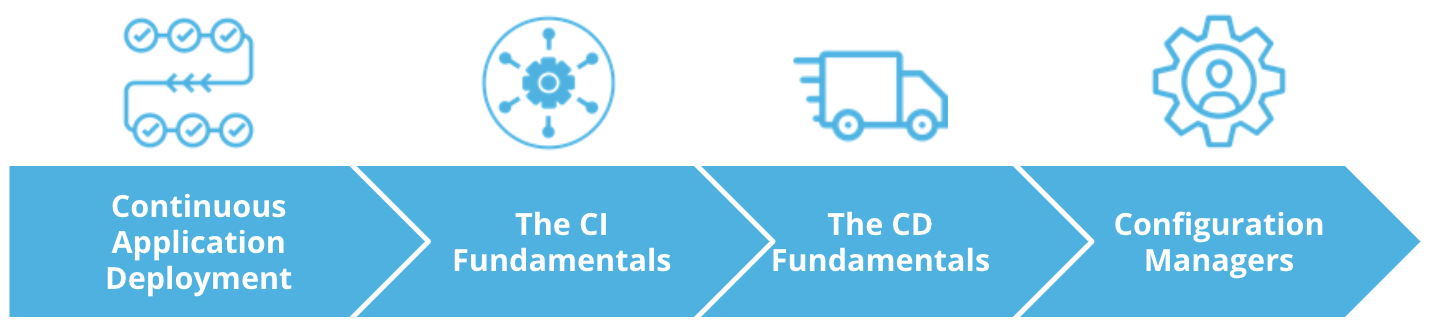 Continuous
Application
Deployment
The CI
Fundamentals
The CD
Fundamentals
Configuration
Managers